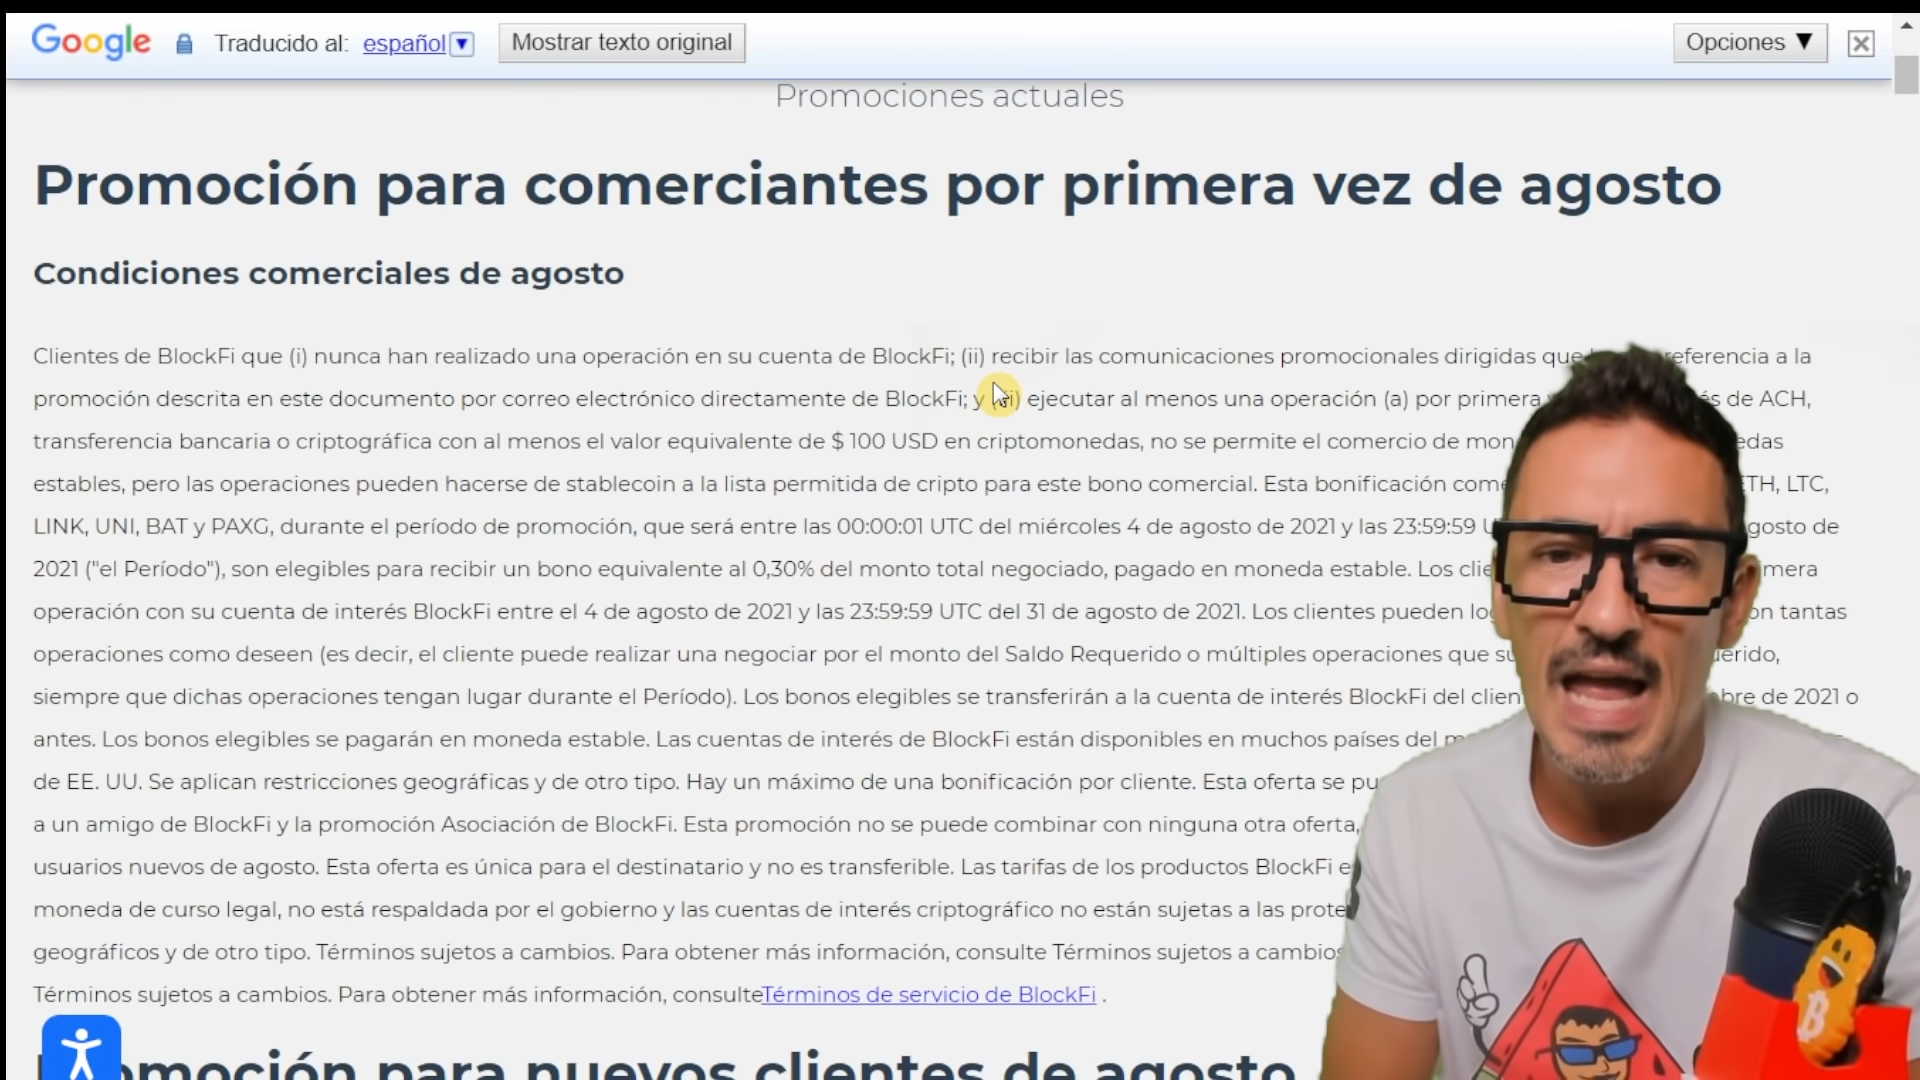 Google Traducido al: español Mostrar texto original Opciones ▼
Promociones actuales
Promoción para comerciantes por primera vez de agosto
Condiciones comerciales de agosto
Clientes de BlockFi que (i) nunca han realizado una operación en su cuenta de BlockFi; (ii) recibir las comunicaciones promocionales dirigidas que referencia a la
promoción descrita en este documento por correo electrónico directamente de BlockFi; y ejecutar al menos una operación (a) por primera de ACH,
transferencia bancaria o criptográfica con al menos el valor equivalente de $ 100 USD en criptomonedas, no se permite el comercio de
estables, pero las operaciones pueden hacerse de stablecoin a la lista permitida de cripto para este bono comercial. Esta bonificación ETH, LTC,
LINK, UNI, BAT y PAXG, durante el período de promoción, que será entre las 00:00:01 UTC del miércoles 4 de agosto de 2021 y las 23:59:59 agosto de
2021 ("el Período"), son elegibles para recibir un bono equivalente al 0,30% del monto total negociado, pagado en moneda estable. Los
operación con su cuenta de interés BlockFi entre el 4 de agosto de 2021 y las 23:59:59 UTC del 31 de agosto de 2021. Los clientes pueden tantas
operaciones como deseen (es decir, el cliente puede realizar una negociar por el monto del Saldo Requerido o múltiples operaciones que
siempre que dichas operaciones tengan lugar durante el Período). Los bonos elegibles se transferirán a la cuenta de interés BlockFi del de 2021 o
antes. Los bonos elegibles se pagarán en moneda estable. Las cuentas de interés de BlockFi están disponibles en muchos países del
de EE. UU. Se aplican restricciones geográficas y de otro tipo. Hay un máximo de una bonificación por cliente. Esta oferta se
a un amigo de BlockFi y la promoción Asociación de BlockFi. Esta promoción no se puede combinar con ninguna otra oferta,
usuarios nuevos de agosto. Esta oferta es única para el destinatario y no es transferible. Las tarifas de los productos BlockFi
moneda de curso legal, no está respaldada por el gobierno y las cuentas de interés criptográfico no están sujetas a las
geográficos y de otro tipo. Términos sujetos a cambios. Para obtener más información, consulte Términos sujetos a
Términos sujetos a cambios. Para obtener más información, consulteTérminos de servicio de BlockFi .
para nuevos clientes de agosto